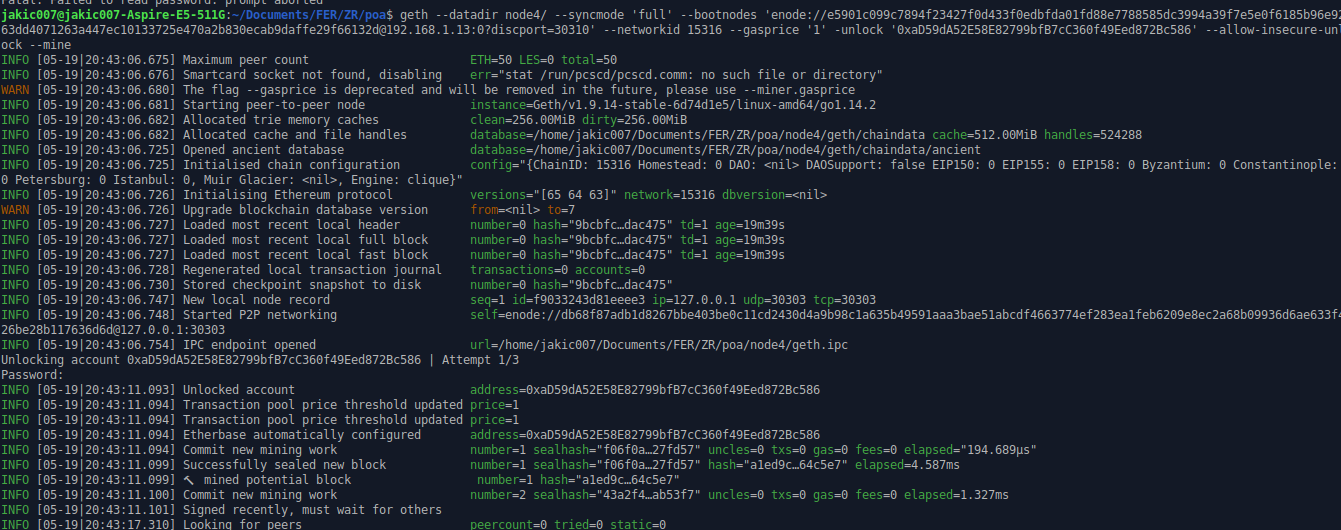 Fatal: Failed to read password: prompt aborted
jakic007@jakic007-Aspire-E5-511G:~/Documents/FER/ZR/poa$ geth --datadir node4/ --syncmode 'full' --bootnodes 'enode://e5901c099c7894f23427f0d433f0edbfda01fd88e7788585dc3994a39f7e5e0f6185b96e92
63dd4071263a447ec10133725e470a2b830ecab9daffe29f66132d@192.168.1.13:0?discport=30310' --networkid 15316 --gasprice '1' -unlock '0xaD59dA52E58E82799bfB7cC360f49Eed872Bc586' --allow-insecure-unl
ock --mine
INFO [05-19|20:43:06.675] Maximum peer count ETH=50 LES=0 total=50
INFO [05-19|20:43:06.676] Smartcard socket not found, disabling err="stat /run/pcscd/pcscd.comm: no such file or directory"
WARN [05-19|20:43:06.680] The flag --gasprice is deprecated and will be removed in the future, please use --miner.gasprice
INFO [05-19|20:43:06.681] Starting peer-to-peer node instance=Geth/v1.9.14-stable-6d74d1e5/linux-amd64/go1.14.2
INFO [05-19|20:43:06.682] Allocated trie memory caches clean=256.00MiB dirty=256.00MiB
INFO [05-19|20:43:06.682] Allocated cache and file handles database=/home/jakic007/Documents/FER/ZR/poa/node4/geth/chaindata cache=512.00MiB handles=524288
INFO [05-19|20:43:06.725] Opened ancient database database=/home/jakic007/Documents/FER/ZR/poa/node4/geth/chaindata/ancient
INFO [05-19|20:43:06.725] Initialised chain configuration config="{ChainID: 15316 Homestead: 0 DAO: <nil> DAOSupport: false EIP150: 0 EIP155: 0 EIP158: 0 Byzantium: 0 Constantinople:
0 Petersburg: 0 Istanbul: 0, Muir Glacier: <nil>, Engine: clique}"
INFO [05-19|20:43:06.726] Initialising Ethereum protocol versions="[65 64 63]" network=15316 dbversion=<nil>
WARN [05-19|20:43:06.726] Upgrade blockchain database version from=<nil> to=7
INFO [05-19|20:43:06.727] Loaded most recent local header number=0 hash="9bcbfc…dac475" td=1 age=19m39s
INFO [05-19|20:43:06.727] Loaded most recent local full block number=0 hash="9bcbfc…dac475" td=1 age=19m39s
INFO [05-19|20:43:06.727] Loaded most recent local fast block number=0 hash="9bcbfc…dac475" td=1 age=19m39s
INFO [05-19|20:43:06.728] Regenerated local transaction journal transactions=0 accounts=0
INFO [05-19|20:43:06.730] Stored checkpoint snapshot to disk number=0 hash="9bcbfc…dac475"
INFO [05-19|20:43:06.747] New local node record seq=1 id=f9033243d81eeee3 ip=127.0.0.1 udp=30303 tcp=30303
INFO [05-19|20:43:06.748] Started P2P networking self=enode://db68f87adb1d8267bbe403be0c11cd2430d4a9b98c1a635b49591aaa3bae51abcdf4663774ef283ea1feb6209e8ec2a68b09936d6ae633f4
26be28b117636d6d@127.0.0.1:30303
INFO [05-19|20:43:06.754] IPC endpoint opened url=/home/jakic007/Documents/FER/ZR/poa/node4/geth.ipc
Unlocking account 0xaD59dA52E58E82799bfB7cC360f49Eed872Bc586 | Attempt 1/3
Password:
INFO [05-19|20:43:11.093] Unlocked account address=0xaD59dA52E58E82799bfB7cC360f49Eed872Bc586
INFO [05-19|20:43:11.094] Transaction pool price threshold updated price=1
INFO [05-19|20:43:11.094] Transaction pool price threshold updated price=1
INFO [05-19|20:43:11.094] Etherbase automatically configured address=0xaD59dA52E58E82799bfB7cC360f49Eed872Bc586
INFO [05-19|20:43:11.094] Commit new mining work number=1 sealhash="f06f0a…27fd57" uncles=0 txs=0 gas=0 fees=0 elapsed="194.689µs"
INFO [05-19|20:43:11.099] Successfully sealed new block number=1 sealhash="f06f0a…27fd57" hash="a1ed9c…64c5e7" elapsed=4.587ms
INFO [05-19|20:43:11.099] 🔨 mined potential block number=1 hash="a1ed9c…64c5e7"
INFO [05-19|20:43:11.100] Commit new mining work number=2 sealhash="43a2f4…ab53f7" uncles=0 txs=0 gas=0 fees=0 elapsed=1.327ms
INFO [05-19|20:43:11.101] Signed recently, must wait for others
INFO [05-19|20:43:17.310] Looking for peers peercount=0 tried=0 static=0